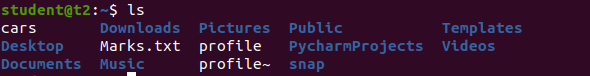 student@t2:~$ ls
cars Downloads Pictures Public Templates
Desktop Marks.txt profile PycharmProjects Videos
Documents Music profile~ snap